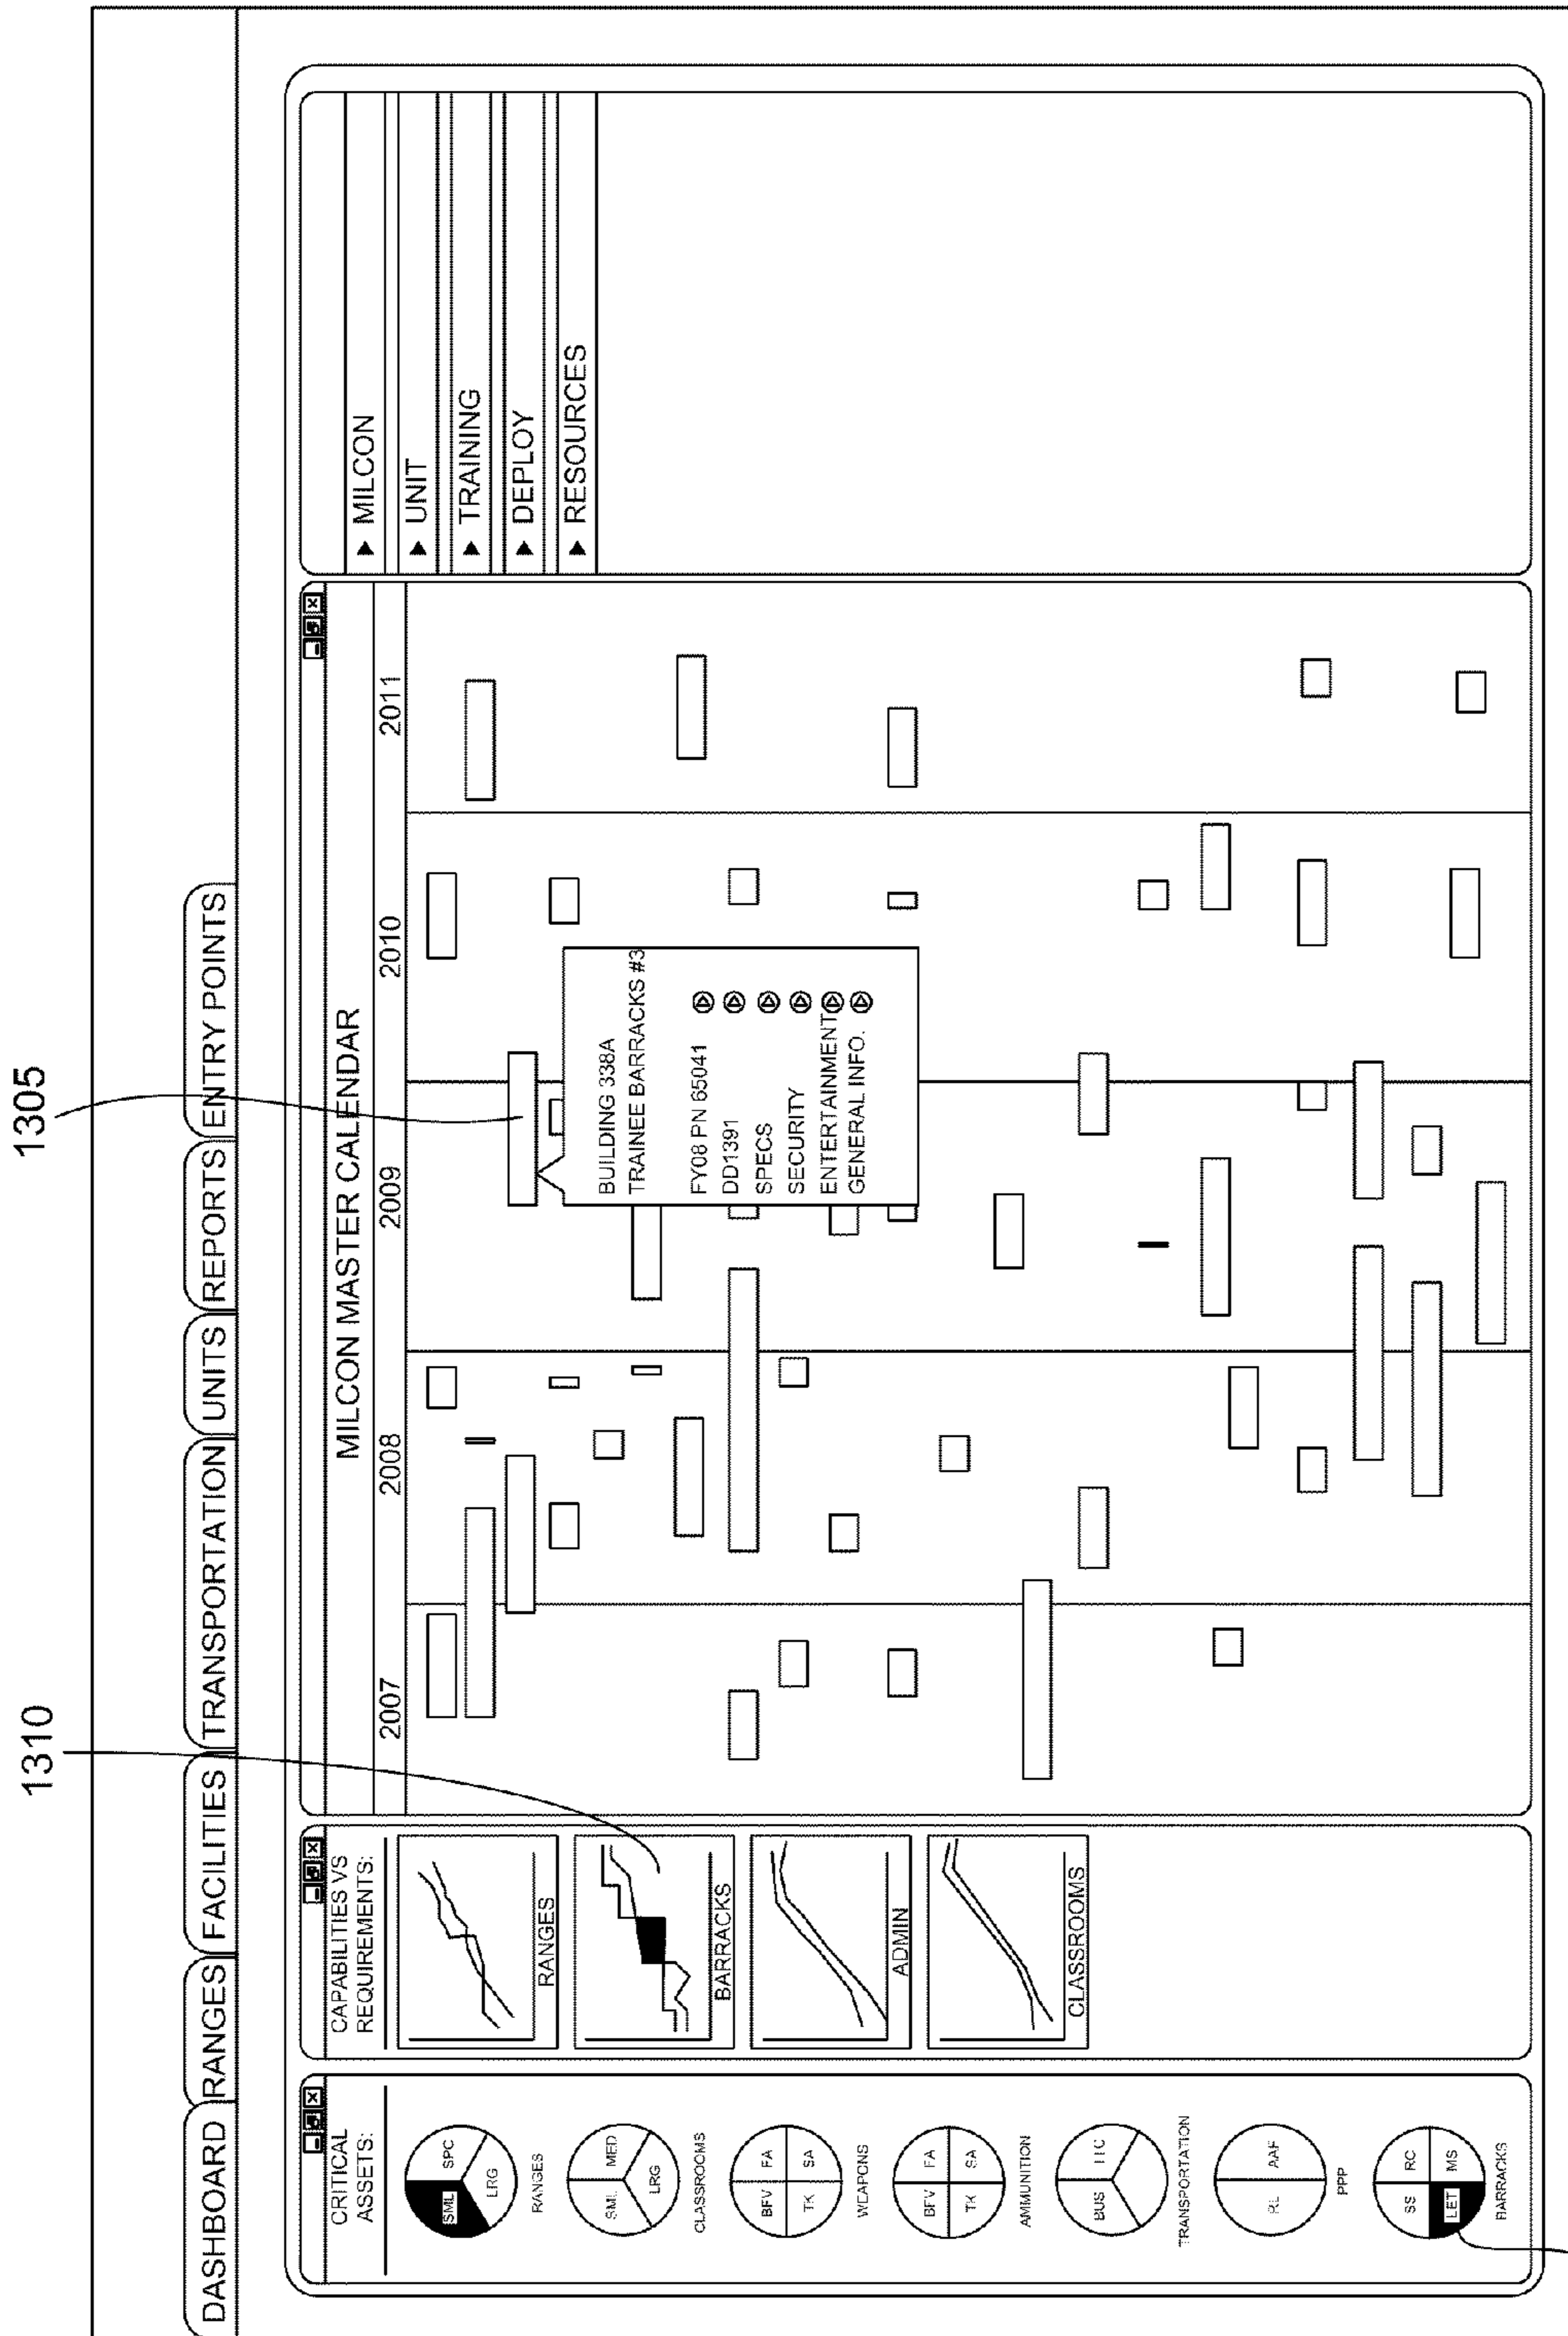 1310
1305
DASHBOARD
RANGES
FACILITIES
TRANSPORTATION
UNITS
REPORTS
ENTRY POINTS
CRITICAL
ASSETS:
SML
SPC
LRG
RANGES
SML
MED
LRG
CLASSROOMS
BFV
FA
TK
SA
WEAPONS
BFV
FA
TK
SA
AMMUNITION
BUS
TRANSPORTATION
RL
AAF
PPP
SS
RC
LET
MS
BARRACKS
CAPABILITIES VS
REQUIREMENTS:
RANGES
BARRACKS
ADMIN
CLASSROOMS
MILCON MASTER CALENDAR
2007
2008
2009
2010
2011
BUILDING 338A
TRAINEE BARRACKS #3
FY08 PN 65041
DD1391
SPECS
SECURITY
ENTERTAINMENT
GENERAL INFO.
MILCON
UNIT
TRAINING
DEPLOY
RESOURCES